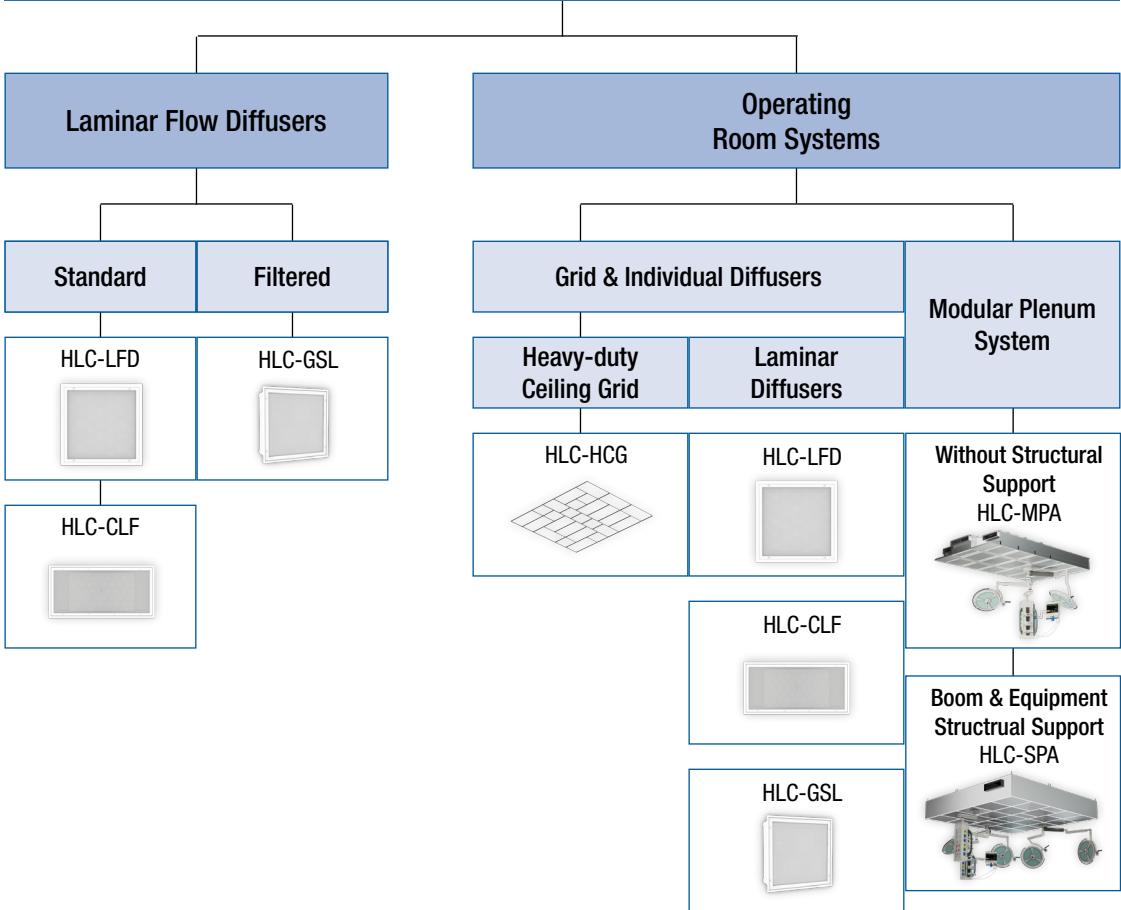 Laminar Flow Diffusers
Operating
Room Systems
Standard
Filtered
Grid & Individual Diffusers
Modular Plenum
System
Heavy-duty
Ceiling Grid
Laminar
Diffusers
HLC-LFD
HLC-GSL
HLC-CLF
HLC-HCG
HLC-LFD
HLC-CLF
HLC-GSL
Without Structural
Support
HLC-MPA
Boom & Equipment
Structrual Support
HLC-SPA